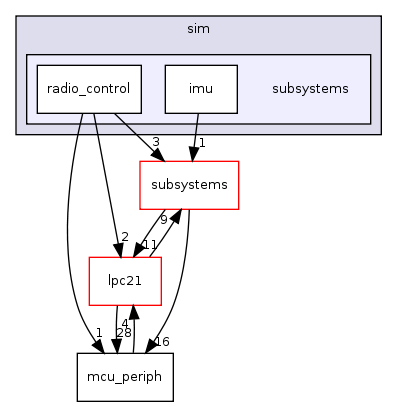 sim
radio_control
imu
subsystems
3
1
subsystems
9
2
11
lpc21
4
1
28
16
mcu_periph